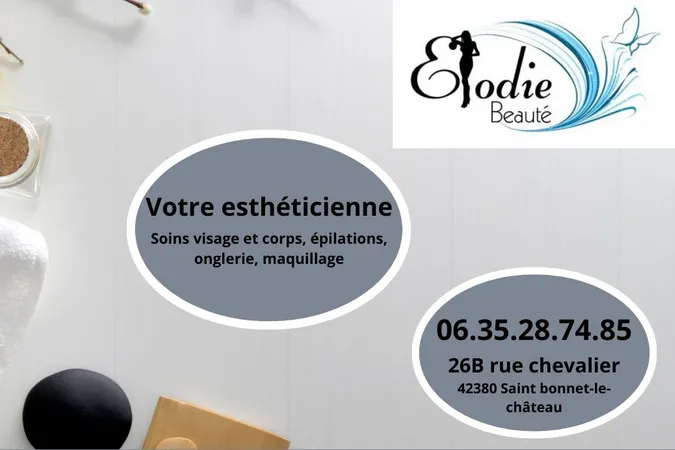 Elodie
Beauté
Votre esthéticienne
Soins visage et corps, épilations,
onglerie, maquillage
06.35.28.74.85
26B rue chevalier
42380 Saint bonnet-le-
château